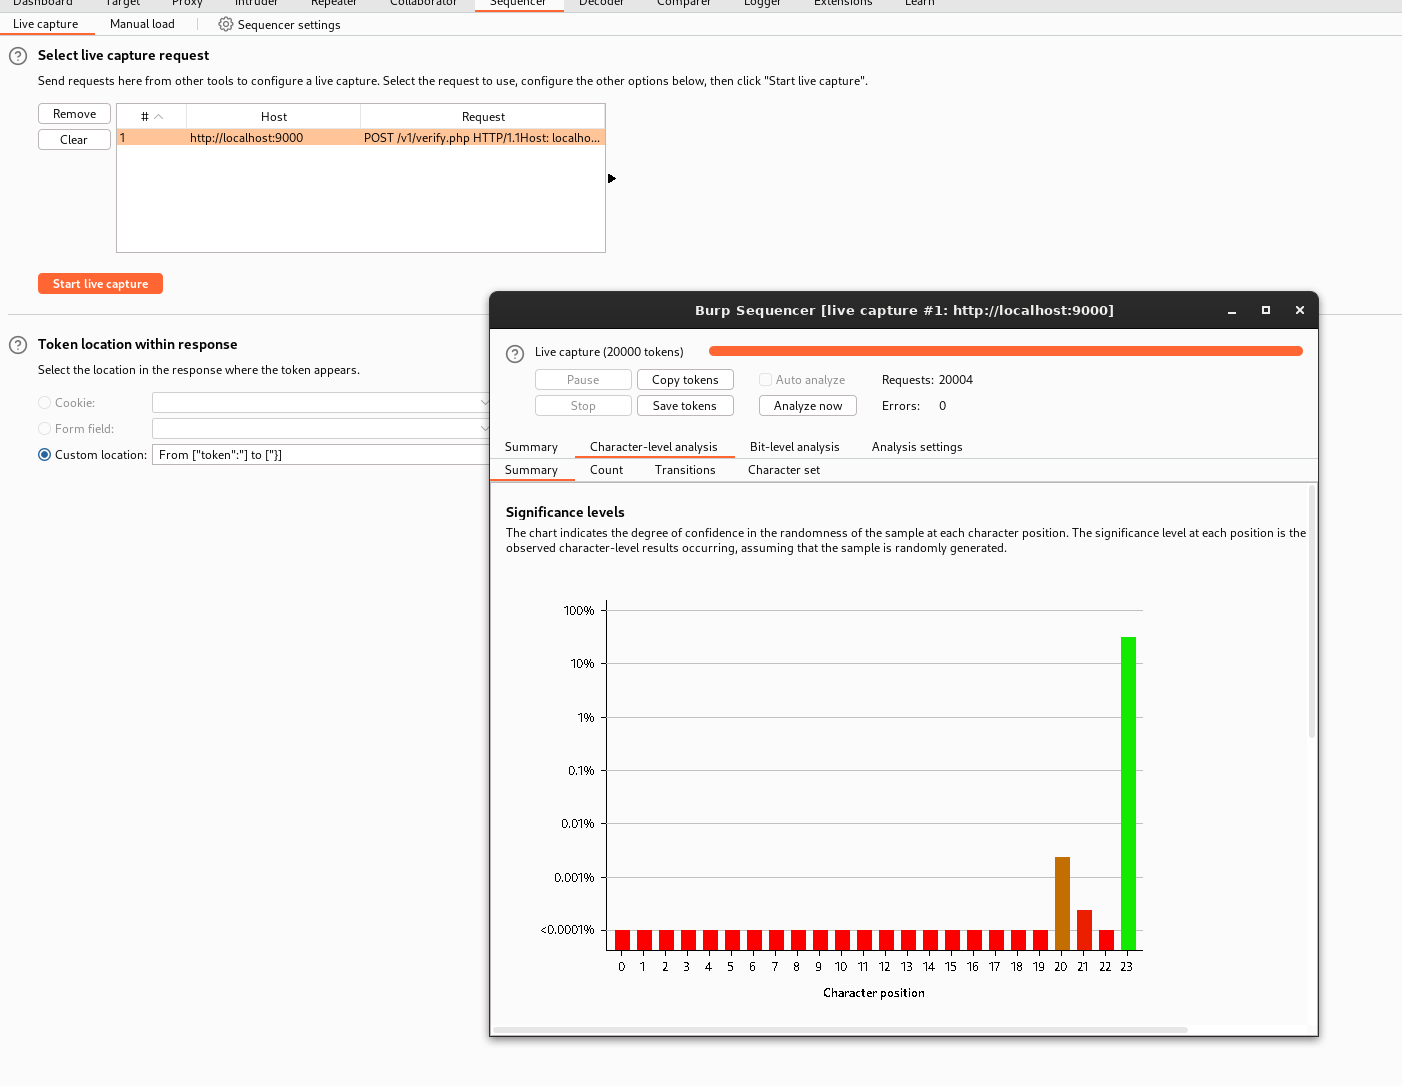 Dashboard Target Proxy Intruder Repeater Collaborator Sequencer Decoder Comparer Logger Extensions Learn
Live capture Manual load Sequencer settings
Select live capture request
Send requests here from other tools to configure a live capture. Select the request to use, configure the other options below, then click "Start live capture".
Remove
Clear
# Host Request
1 http://localhost:9000 POST /v1/verify.php HTTP/1.1Host: localho...
Start live capture
Token location within response
Select the location in the response where the token appears.
Cookie:
Form field:
Custom location: From ["token":"] to ["}]
Burp Sequencer [live capture #1: http://localhost:9000]
Live capture (20000 tokens)
Pause Copy tokens Auto analyze Requests: 20004
Stop Save tokens Analyze now Errors: 0
Summary Character-level analysis Bit-level analysis Analysis settings
Summary Count Transitions Character set
Significance levels
The chart indicates the degree of confidence in the randomness of the sample at each character position. The significance level at each position is the
observed character-level results occurring, assuming that the sample is randomly generated.
100%
10%
1%
0.1%
0.01%
0.001%
<0.0001%
0 1 2 3 4 5 6 7 8 9 10 11 12 13 14 15 16 17 18 19 20 21 22 23
Character position